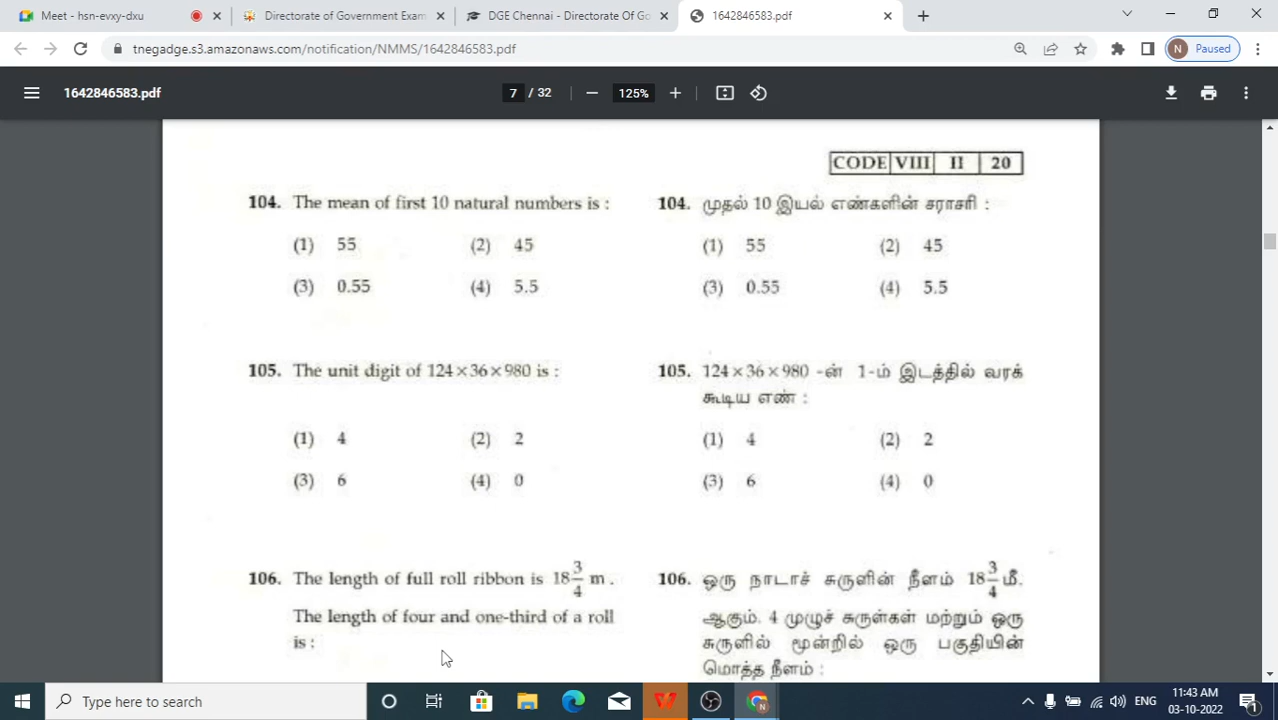 Meet - hsn-evxy-dxu
Directorate of Government Exam
DGE Chennai - Directorate Of Go
1642846583.pdf
tnegadge.s3.amazonaws.com/notification/NMMS/1642846583.pdf
N Paused
1642846583.pdf
7 / 32
125%
CODE VIII II 20
104. The mean of first 10 natural numbers is :
(1) 55 (2) 45
(3) 0.55 (4) 5.5
104. முதல் 10 இயல் எண்களின் சராசரி :
(1) 55 (2) 45
(3) 0.55 (4) 5.5
105. The unit digit of 124×36×980 is :
(1) 4 (2) 2
(3) 6 (4) 0
105. 124×36×980 -ன் 1-ம் இடத்தில் வரக்
கூடிய எண் :
(1) 4 (2) 2
(3) 6 (4) 0
106. The length of full roll ribbon is 18 3/4 m .
The length of four and one-third of a roll
is :
106. ஒரு நாடாச் சுருளின் நீளம் 18 3/4 மீ.
ஆகும். 4 முழுச் சுருள்கள் மற்றும் ஒரு
சுருளில் மூன்றில் ஒரு பகுதியின்
மொத்த நீளம் :
Type here to search
W
N
ENG
11:43 AM
03-10-2022
1